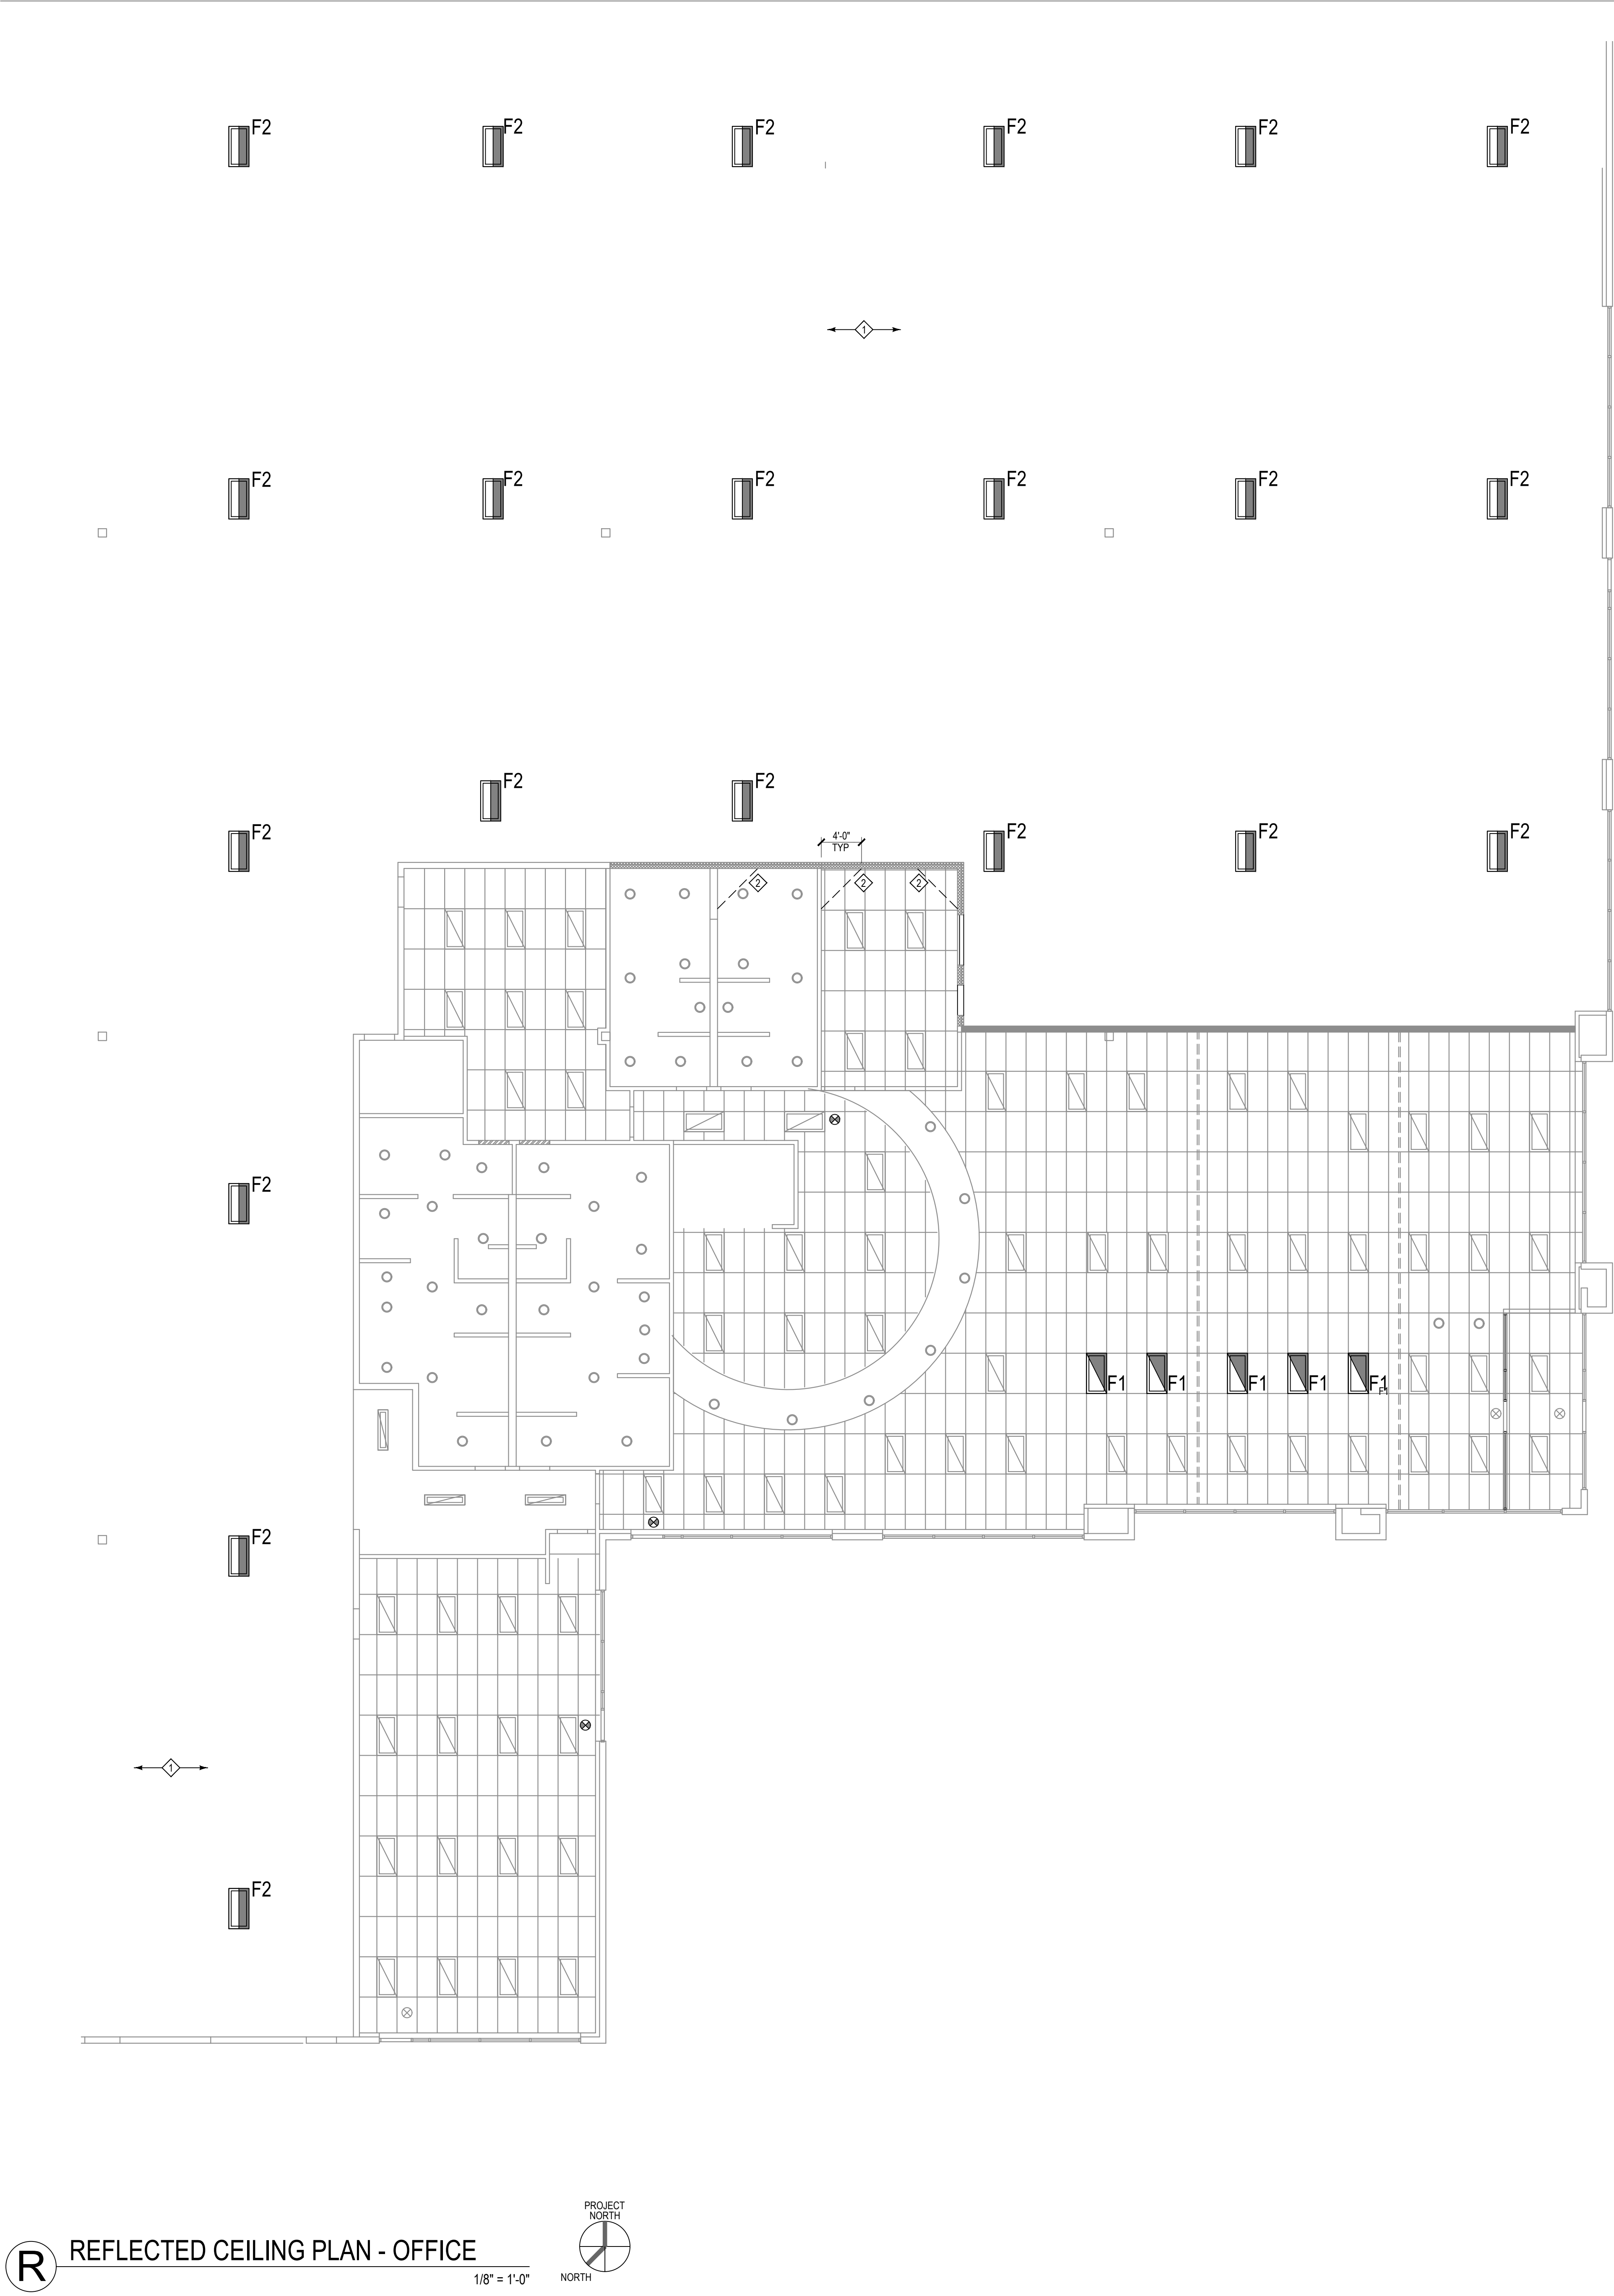 F2 F2 F2 F2 F2 F2
1
F2 F2 F2 F2 F2 F2
F2 F2
F2 F2 F2 F2
4'-0"
TYP
2 2 2
F2
F1 F1 F1 F1 F1
F1
F2
1
F2
PROJECT
NORTH
R REFLECTED CEILING PLAN - OFFICE
1/8" = 1'-0"
NORTH